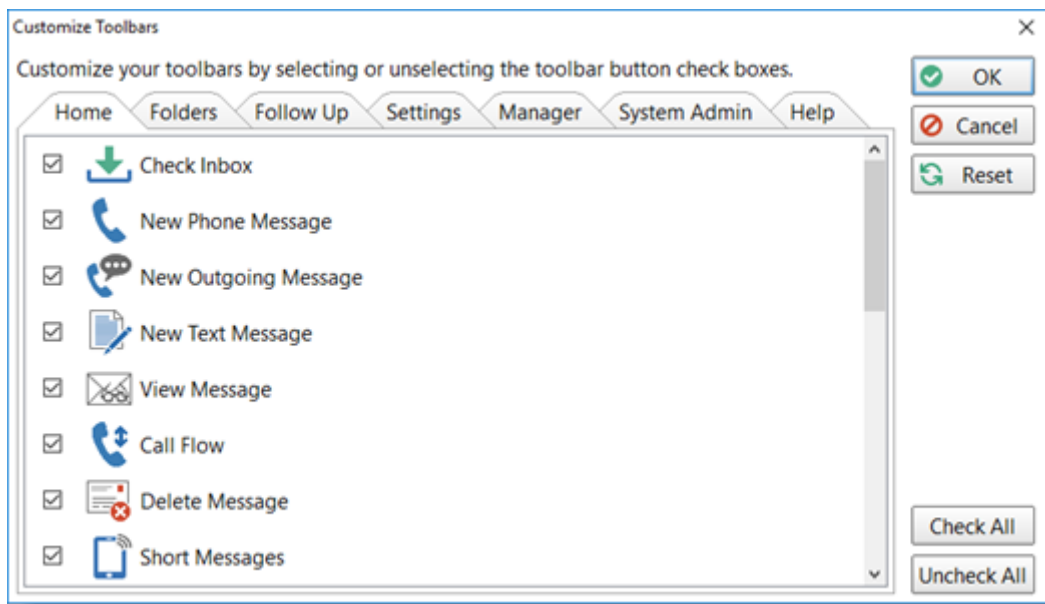 Customize Toolbars
Customize your toolbars by selecting or unselecting the toolbar button check boxes.
OK
Cancel
Reset
Home Folders Follow Up Settings Manager System Admin Help
Check Inbox
New Phone Message
New Outgoing Message
New Text Message
View Message
Call Flow
Delete Message
Short Messages
Check All
Uncheck All